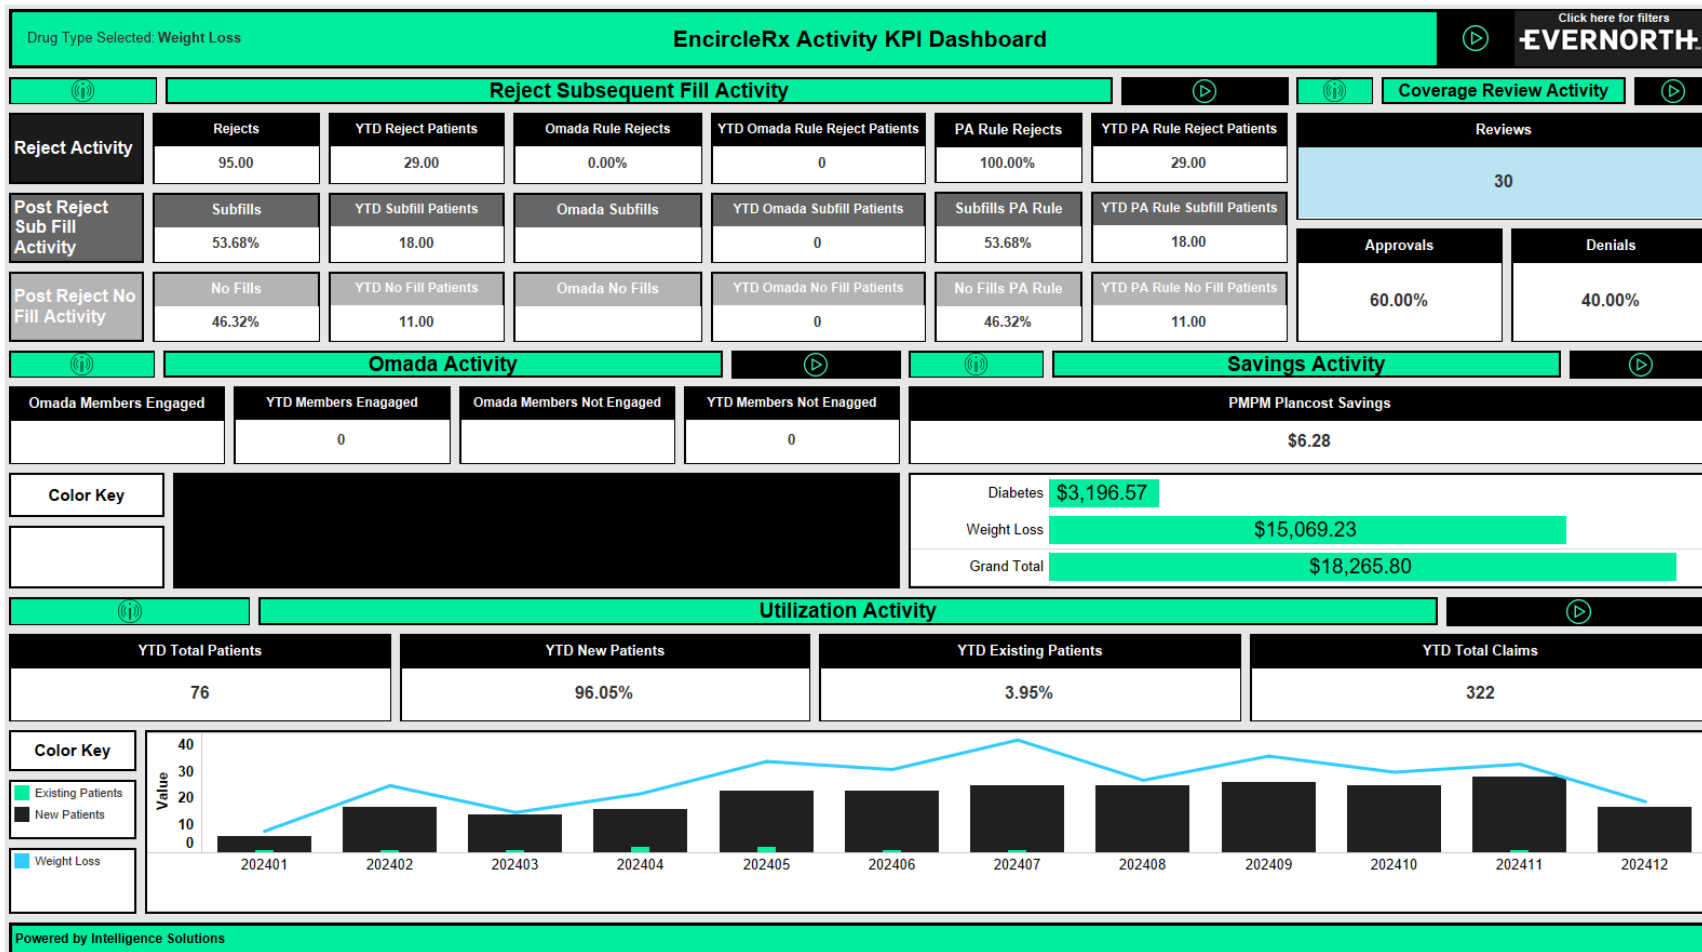 Drug Type Selected: Weight Loss
EncircleRx Activity KPI Dashboard
Click here for filters
EVERNORTH
Reject Subsequent Fill Activity
Coverage Review Activity
Reject Activity
Rejects
YTD Reject Patients
Omada Rule Rejects
YTD Omada Rule Reject Patients
PA Rule Rejects
YTD PA Rule Reject Patients
95.00
29.00
0.00%
0
100.00%
29.00
Reviews
30
Post Reject
Sub Fill
Activity
Subfills
YTD Subfill Patients
Omada Subfills
YTD Omada Subfill Patients
Subfills PA Rule
YTD PA Rule Subfill Patients
53.68%
18.00
0
53.68%
18.00
Approvals
Denials
60.00%
40.00%
Post Reject No
Fill Activity
No Fills
YTD No Fill Patients
Omada No Fills
YTD Omada No Fill Patients
No Fills PA Rule
YTD PA Rule No Fill Patients
46.32%
11.00
0
46.32%
11.00
Omada Activity
Savings Activity
Omada Members Engaged
YTD Members Enagaged
Omada Members Not Engaged
YTD Members Not Enagged
0
0
PMPM Plancost Savings
$6.28
Color Key
Diabetes $3,196.57
Weight Loss $15,069.23
Grand Total $18,265.80
Utilization Activity
YTD Total Patients
YTD New Patients
YTD Existing Patients
YTD Total Claims
76
96.05%
3.95%
322
Color Key
Existing Patients
New Patients
Weight Loss
Value
40
30
20
10
0
202401
202402
202403
202404
202405
202406
202407
202408
202409
202410
202411
202412
Powered by Intelligence Solutions